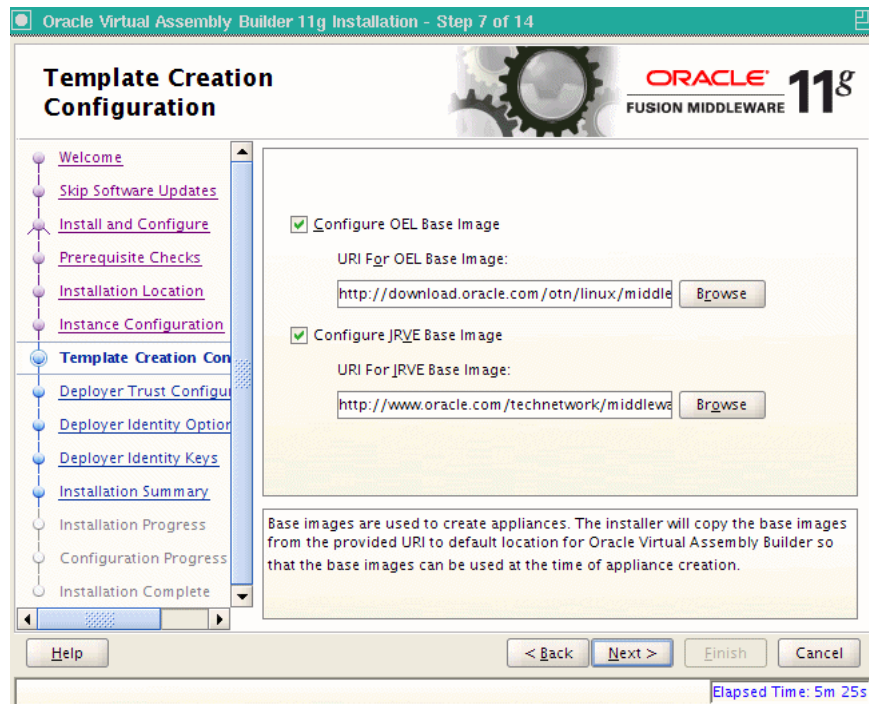 Oracle Virtual Assembly Builder 11g Installation - Step 7 of 14
Template Creation
Configuration
ORACLE
FUSION MIDDLEWARE
11g
Welcome
Skip Software Updates
Install and Configure
Prerequisite Checks
Installation Location
Instance Configuration
Template Creation Con
Deployer Trust Configu
Deployer Identity Option
Deployer Identity Keys
Installation Summary
Installation Progress
Configuration Progress
Installation Complete
Configure OEL Base Image
URI For OEL Base Image:
http://download.oracle.com/otn/linux/middle
Browse
Configure JRVE Base Image
URI For JRVE Base Image:
http://www.oracle.com/technetwork/middlewa
Browse
Base images are used to create appliances. The installer will copy the base images
from the provided URI to default location for Oracle Virtual Assembly Builder so
that the base images can be used at the time of appliance creation.
Help
< Back
Next >
Finish
Cancel
Elapsed Time: 5m 25s